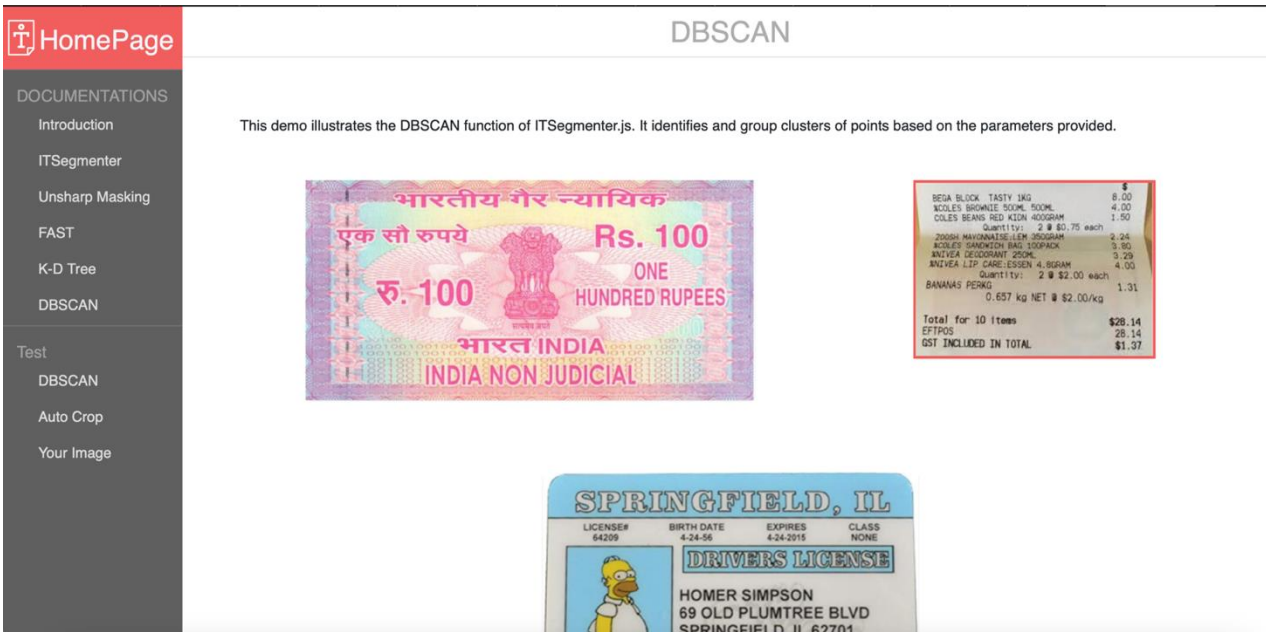 HomePage
DBSCAN
DOCUMENTATIONS
Introduction
ITSegmenter
Unsharp Masking
FAST
K-D Tree
DBSCAN
Test
DBSCAN
Auto Crop
Your Image
This demo illustrates the DBSCAN function of ITSegmenter.js. It identifies and group clusters of points based on the parameters provided.
भारतीय गैर न्यायिक
एक सौ रुपये
Rs. 100
रु. 100
ONE
HUNDRED RUPEES
सत्यमेव जयते
भारत INDIA
INDIA NON JUDICIAL
$
BEGA BLOCK TASTY 1KG 8.00
%COLES BROWNIE 500ML 500ML 4.00
COLES BEANS RED KION 400GRAM 1.50
Quantity: 2 @ $0.75 each
ZOOSH MAYONNAISE:LEM 350GRAM 2.24
%COLES SANDWICH BAG 100PACK 3.80
%NIVEA DEODORANT 250ML 3.29
%NIVEA LIP CARE:ESSEN 4.8GRAM 4.00
Quantity: 2 @ $2.00 each
BANANAS PERKG 1.31
0.657 kg NET @ $2.00/kg
Total for 10 items $28.14
EFTPOS 28.14
GST INCLUDED IN TOTAL $1.37
SPRINGFIELD, IL
LICENSE# BIRTH DATE EXPIRES CLASS
64209 4-24-56 4-24-2015 NONE
DRIVERS LICENSE
HOMER SIMPSON
69 OLD PLUMTREE BLVD
SPRINGFIELD, IL 62701